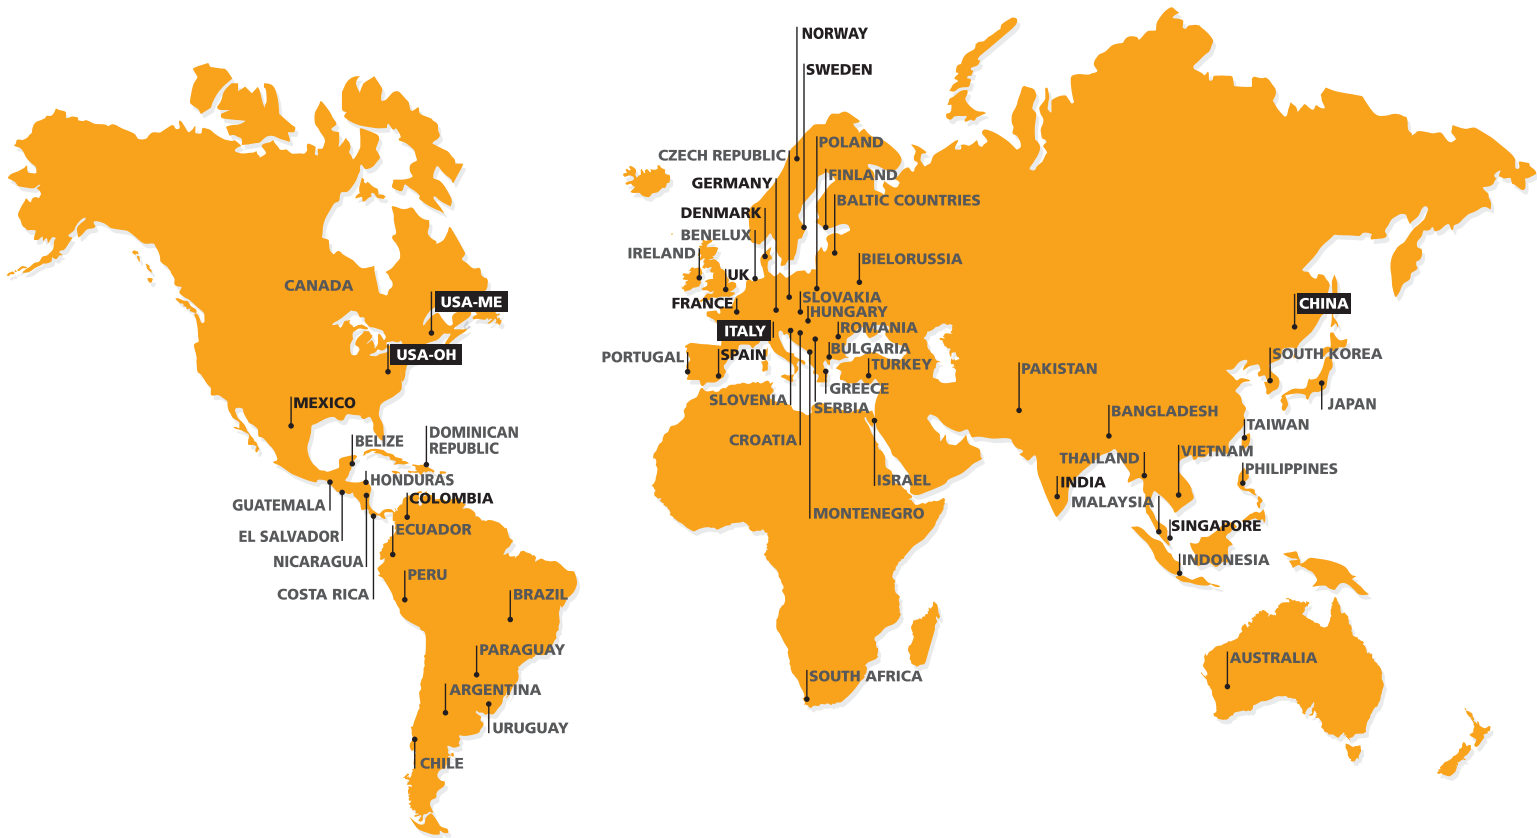 NORWAY
SWEDEN
POLAND
CZECH REPUBLIC
FINLAND
GERMANY
BALTIC COUNTRIES
DENMARK
BENELUX
IRELAND
BIELORUSSIA
UK
CANADA
SLOVAKIA
USA-ME
FRANCE
CHINA
HUNGARY
ROMANIA
ITALY
BULGARIA
USA-OH
SPAIN
SOUTH KOREA
PORTUGAL
TURKEY
PAKISTAN
GREECE
SLOVENIA
MEXICO
JAPAN
SERBIA
BANGLADESH
TAIWAN
DOMINICAN
REPUBLIC
BELIZE
CROATIA
VIETNAM
THAILAND
PHILIPPINES
HONDURAS
ISRAEL
INDIA
COLOMBIA
MALAYSIA
GUATEMALA
MONTENEGRO
SINGAPORE
ECUADOR
EL SALVADOR
NICARAGUA
INDONESIA
PERU
COSTA RICA
BRAZIL
PARAGUAY
AUSTRALIA
SOUTH AFRICA
ARGENTINA
URUGUAY
CHILE